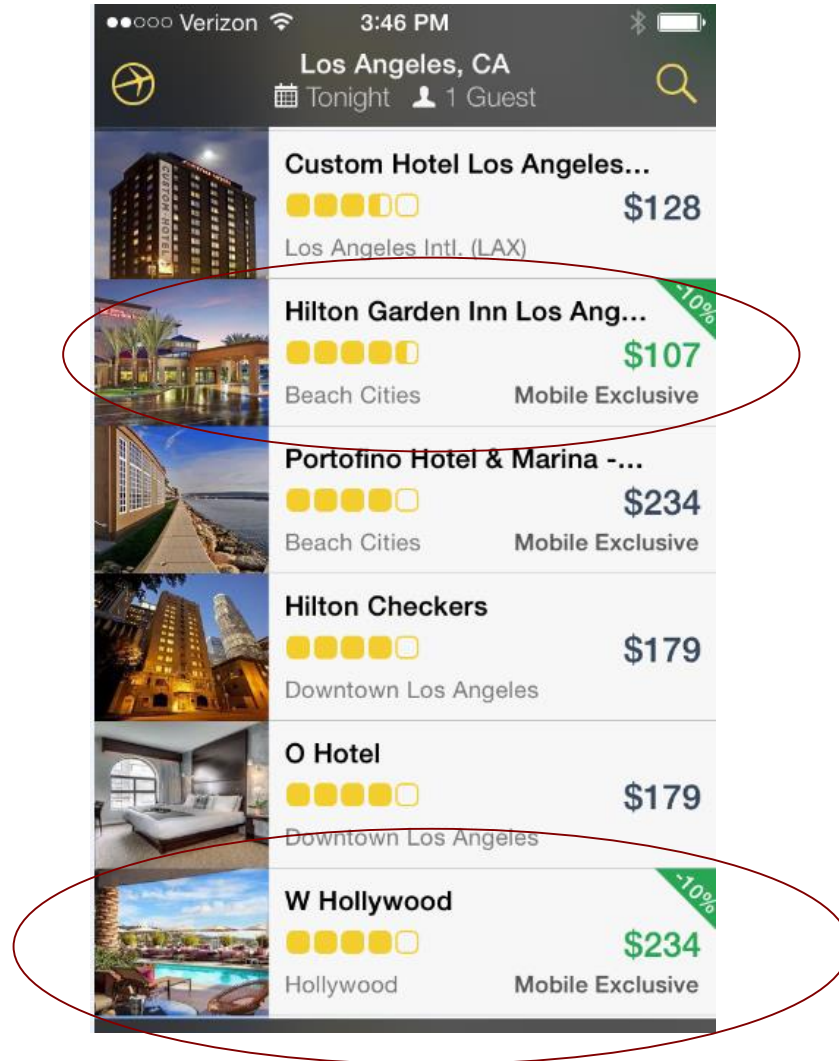 Verizon 3:46 PM
Los Angeles, CA
Tonight 1 Guest
CUSTOM HOTEL
Custom Hotel Los Angeles...
$128
Los Angeles Intl. (LAX)
-10%
Hilton Garden Inn Los Ang...
$107
Beach Cities Mobile Exclusive
Portofino Hotel & Marina -...
$234
Beach Cities Mobile Exclusive
Hilton Checkers
$179
Downtown Los Angeles
O Hotel
$179
Downtown Los Angeles
-10%
W Hollywood
$234
Hollywood Mobile Exclusive